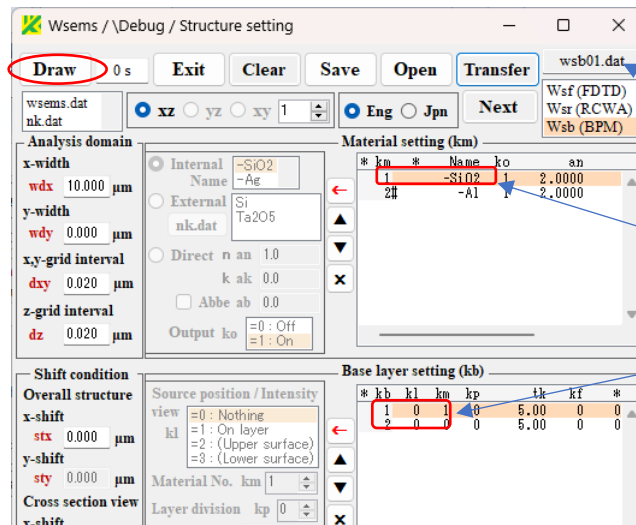 Wsems / \Debug / Structure setting
Draw 0 s Exit Clear Save Open Transfer wsb01.dat
wsems.dat
nk.dat
xz yz xy 1 Eng Jpn Next
Wsf (FDTD)
Wsr (RCWA)
Wsb (BPM)
Analysis domain
x-width
wdx 10.000 μm
y-width
wdy 0.000 μm
x,y-grid interval
dxy 0.020 μm
z-grid interval
dz 0.020 μm
Internal Name
-SiO2
-Ag
External
nk.dat
Si
Ta2O5
Direct n an 1.0
k ak 0.0
Abbe ab 0.0
Output ko
=0 : Off
=1 : On
Material setting (km)
* km * Name ko an
1 -SiO2 1 2.0000
2# -Al 1 2.0000
Shift condition
Overall structure
x-shift
stx 0.000 μm
y-shift
sty 0.000 μm
Cross section view
x-shift
Source position / Intensity
view kl
=0 : Nothing
=1 : On layer
=2 : (Upper surface)
=3 : (Lower surface)
Material No. km 1
Layer division kp 0
Base layer setting (kb)
* kb kl km kp tk kf *
1 0 1 0 5.00 0 0
2 0 0 0 5.00 0 0